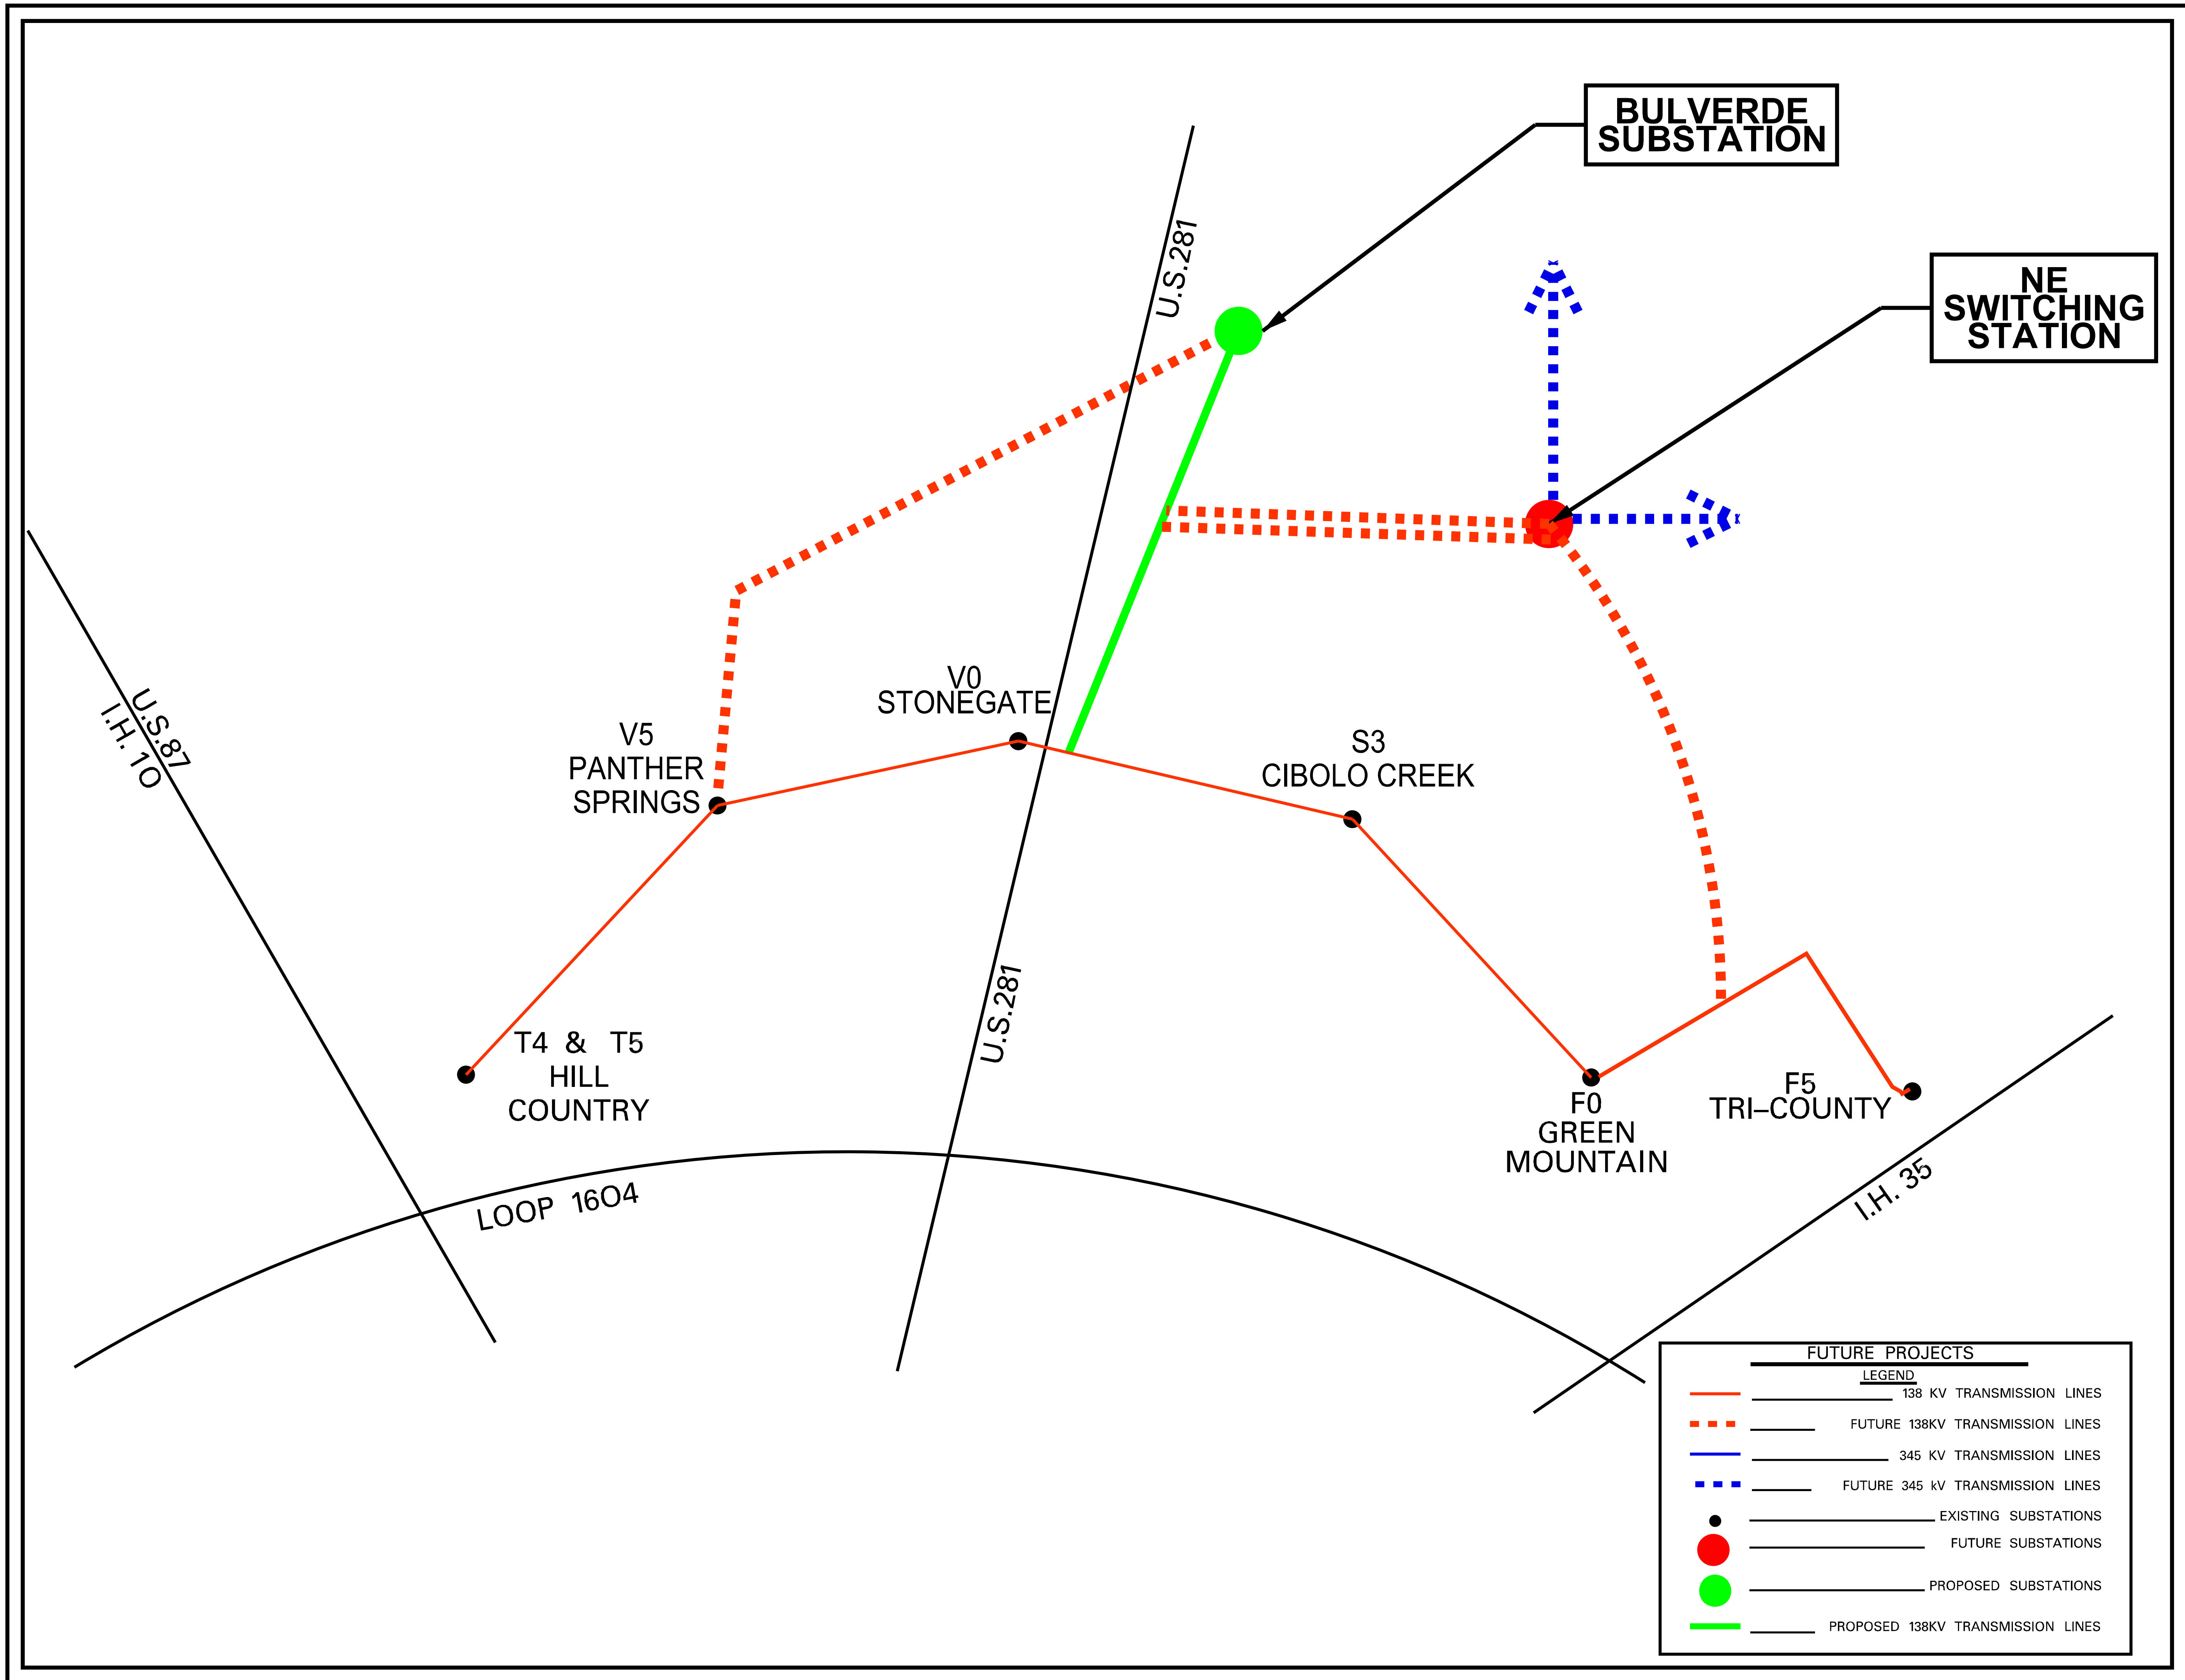 BULVERDE
SUBSTATION
U.S.281
NE
SWITCHING
STATION
U.S.87
I.H. 1O
V0
STONEGATE
V5
PANTHER
SPRINGS
S3
CIBOLO CREEK
U.S.281
T4 & T5
HILL
COUNTRY
F0
GREEN
MOUNTAIN
F5
TRI–COUNTY
LOOP 16O4
I.H. 35
FUTURE PROJECTS
LEGEND
138 KV TRANSMISSION LINES
FUTURE 138KV TRANSMISSION LINES
345 KV TRANSMISSION LINES
FUTURE 345 kV TRANSMISSION LINES
EXISTING SUBSTATIONS
FUTURE SUBSTATIONS
PROPOSED SUBSTATIONS
PROPOSED 138KV TRANSMISSION LINES